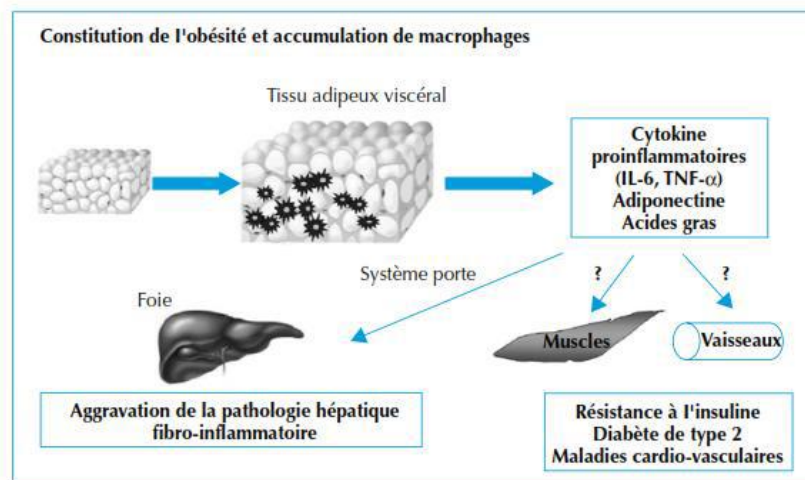 Constitution de l'obésité et accumulation de macrophages
Tissu adipeux viscéral
Cytokine
proinflammatoires
(IL-6, TNF-α)
Adiponectine
Acides gras
Système porte
?
?
Foie
Muscles
Vaisseaux
Aggravation de la pathologie hépatique
fibro-inflammatoire
Résistance à l'insuline
Diabète de type 2
Maladies cardio-vasculaires